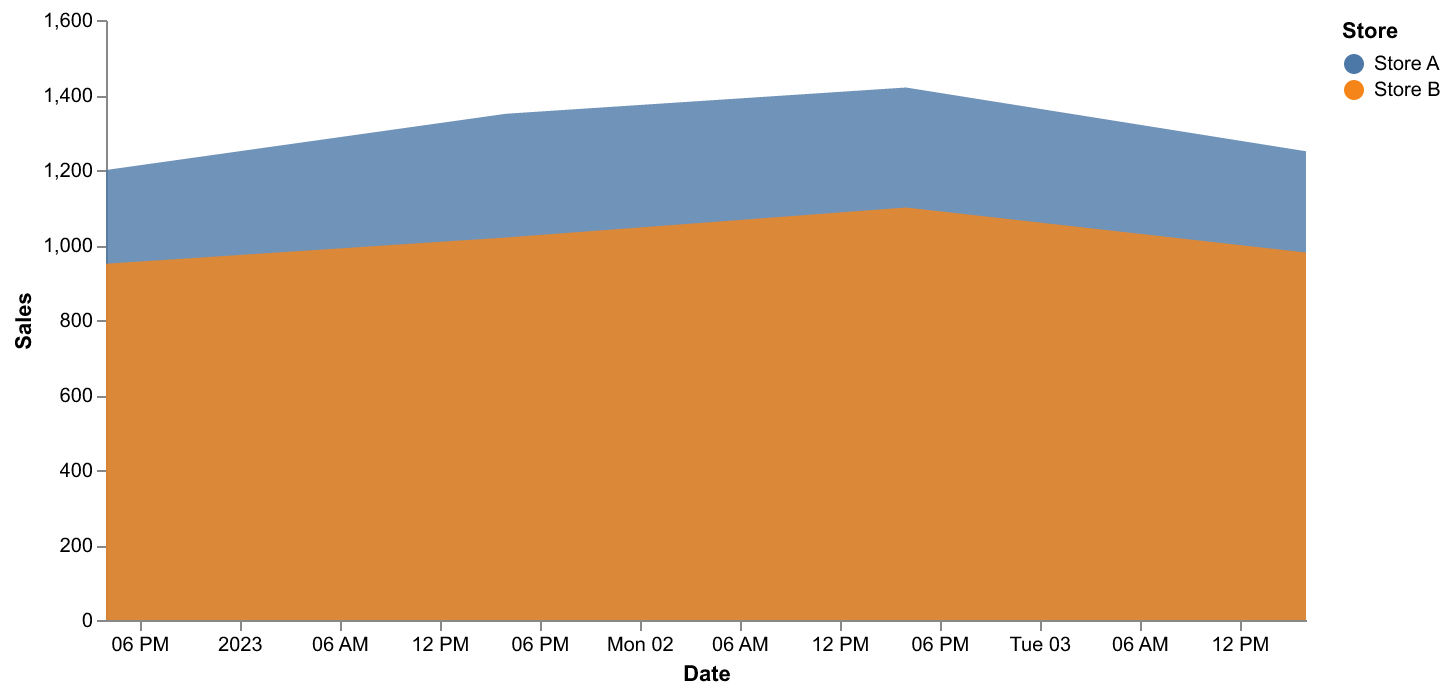 1,600
1,400
1,200
1,000
800
600
400
200
0
Sales
06 PM 2023 06 AM 12 PM 06 PM Mon 02 06 AM 12 PM 06 PM Tue 03 06 AM 12 PM
Date
Store
Store A
Store B